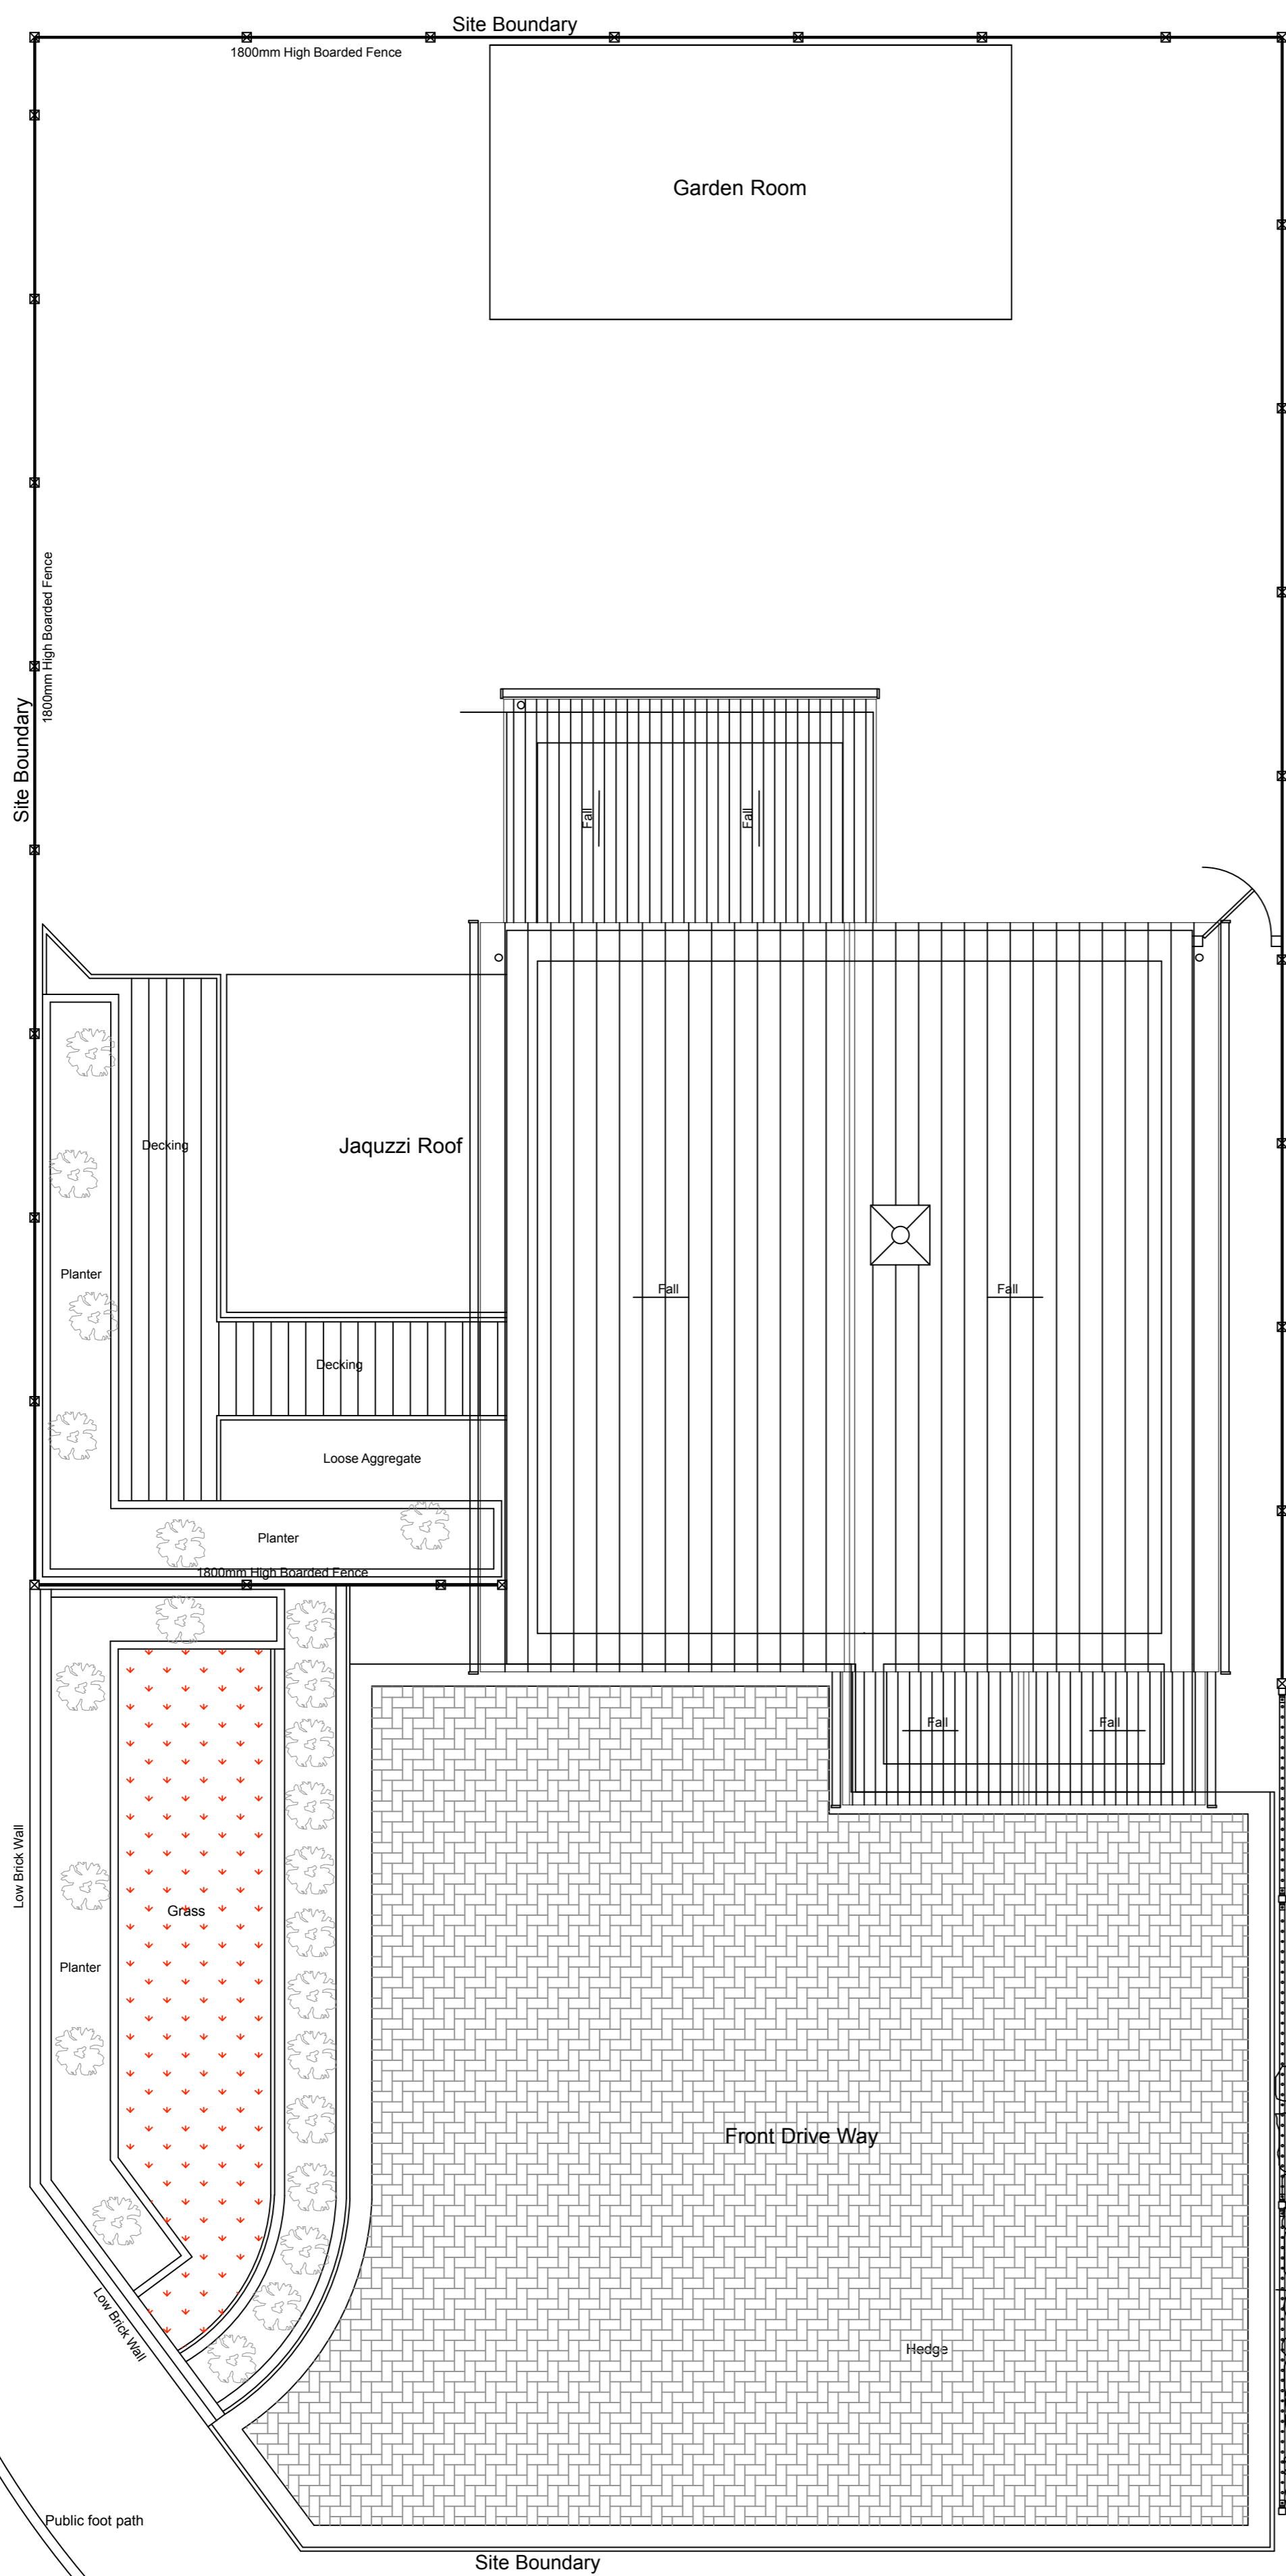 Site Boundary
1800mm High Boarded Fence
Garden Room
1800mm High Boarded Fence
Site Boundary
Fall
Fall
Decking
Jaquzzi Roof
Planter
Fall
Fall
Decking
Loose Aggregate
Planter
1800mm High Boarded Fence
Fall
Fall
Low Brick Wall
Grass
Planter
Front Drive Way
Low Brick Wall
Hedge
Public foot path
Site Boundary